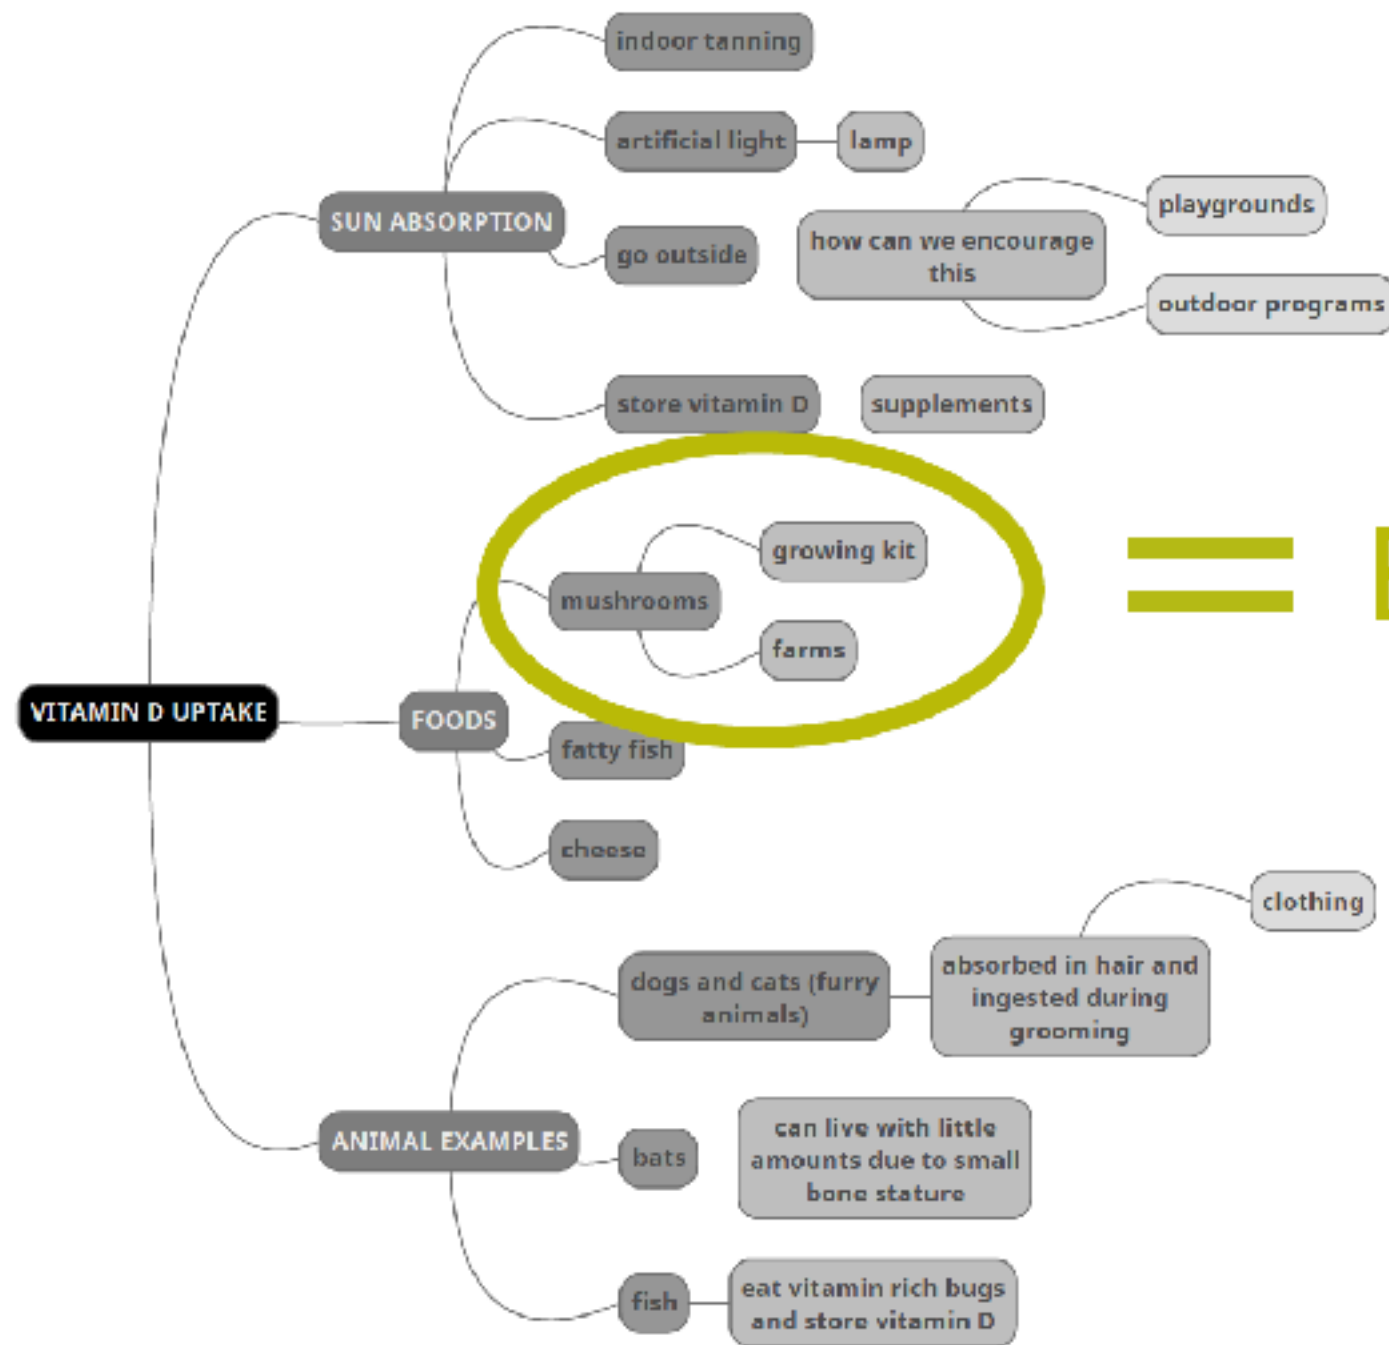 indoor tanning
artificial light
lamp
SUN ABSORPTION
go outside
how can we encourage
this
playgrounds
outdoor programs
store vitamin D
supplements
mushrooms
growing kit
farms
=
VITAMIN D UPTAKE
FOODS
fatty fish
cheese
dogs and cats (furry
animals)
absorbed in hair and
ingested during
grooming
clothing
ANIMAL EXAMPLES
bats
can live with little
amounts due to small
bone stature
fish
eat vitamin rich bugs
and store vitamin D